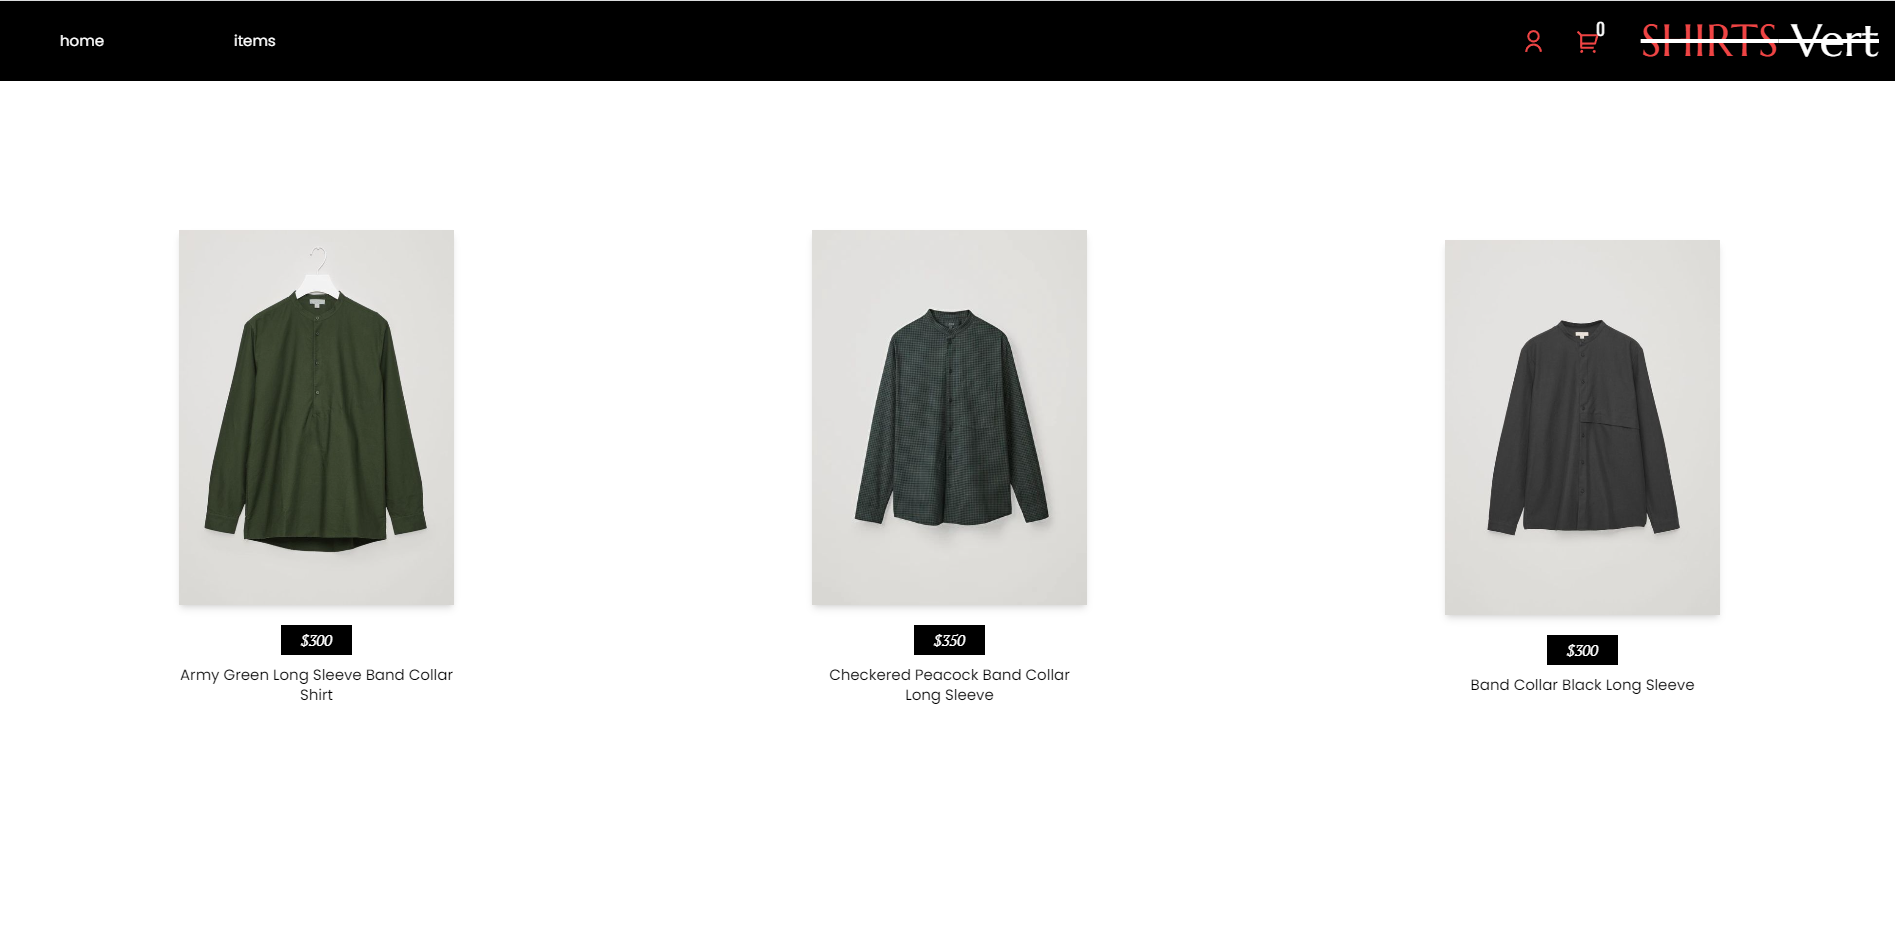 home items 0 SHIRTS Vert
$300 $350 $300
Army Green Long Sleeve Band Collar
Shirt
Checkered Peacock Band Collar
Long Sleeve
Band Collar Black Long Sleeve